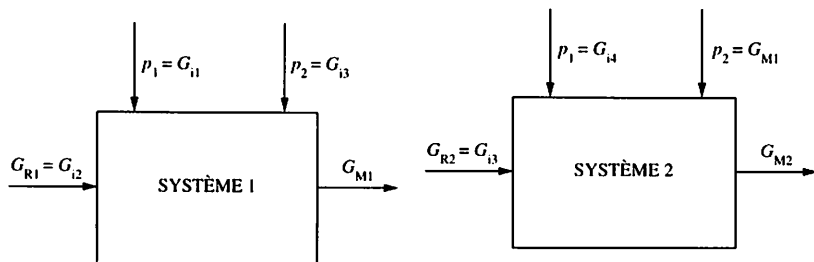 p₁ = G_i1
p₂ = G_i3
G_R1 = G_i2
SYSTÈME 1
G_M1
p₁ = G_i4
p₂ = G_M1
G_R2 = G_i3
SYSTÈME 2
G_M2